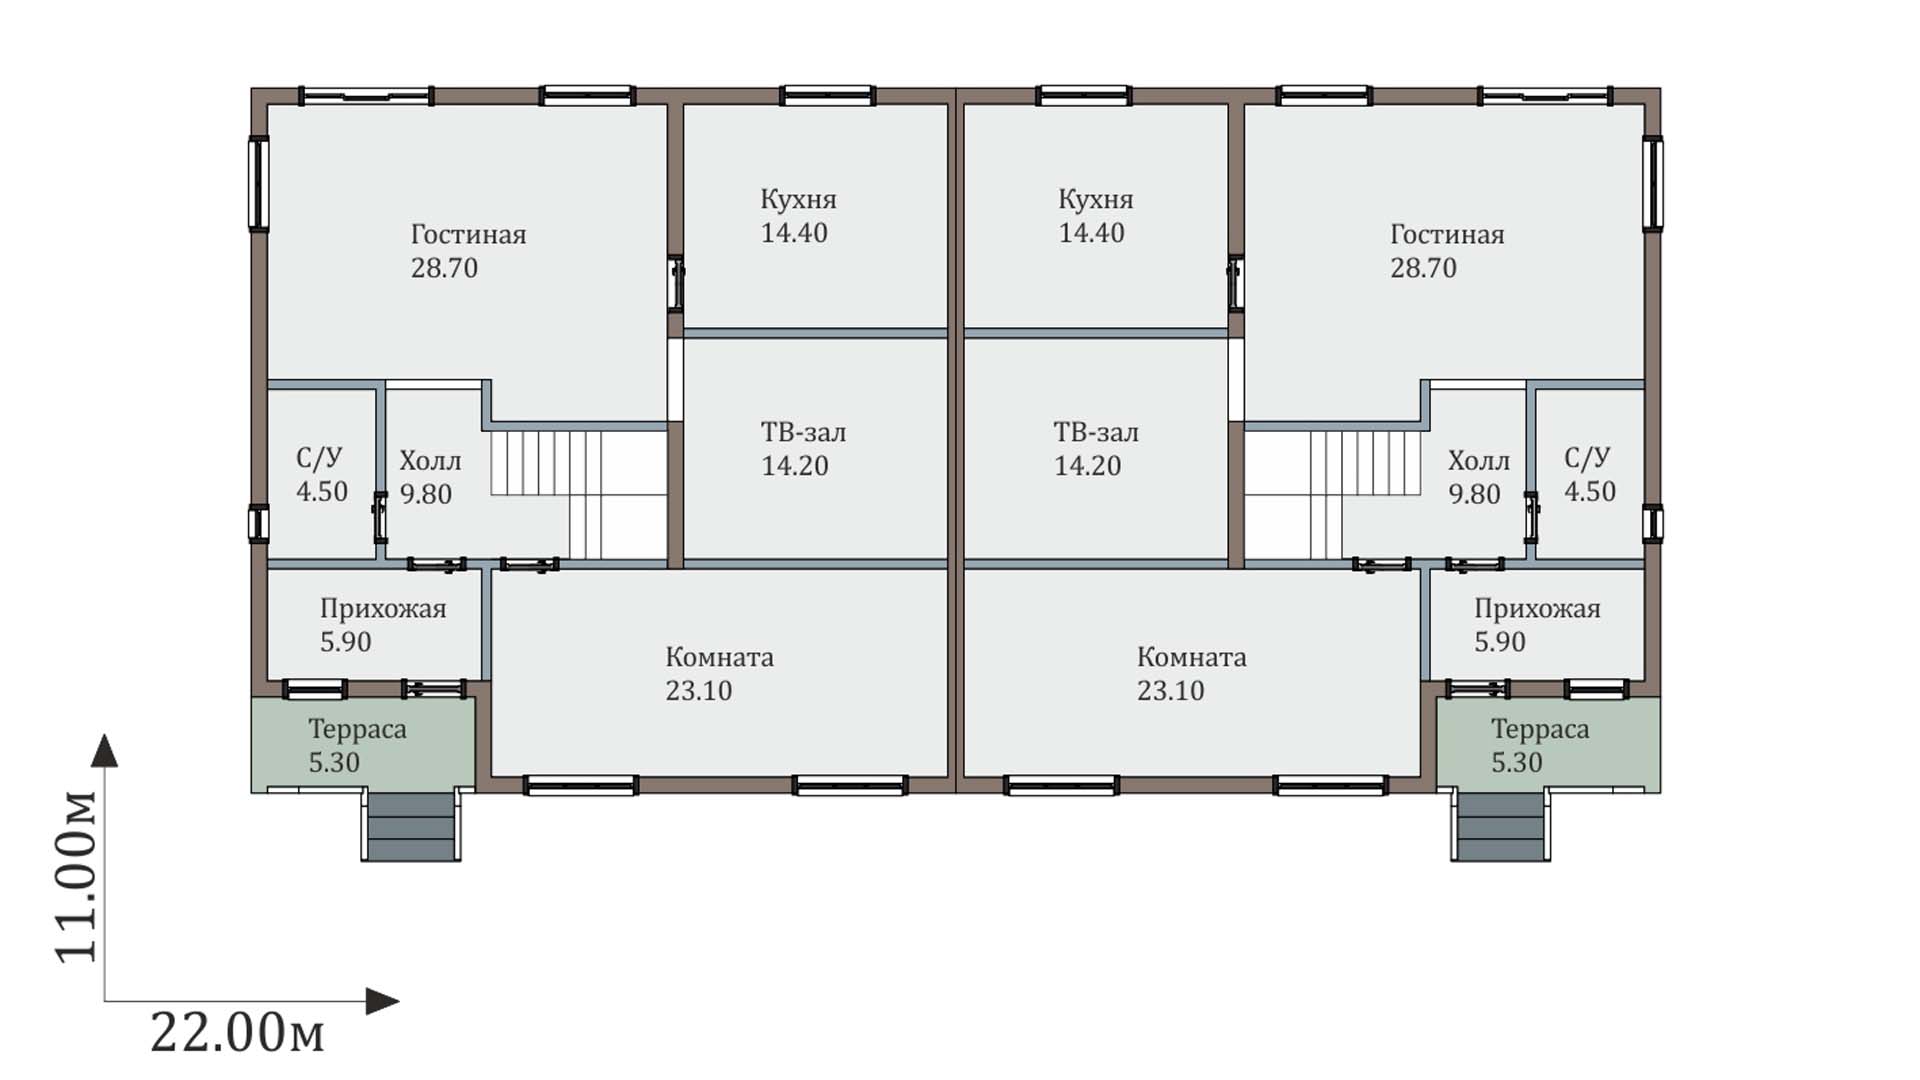 Кухня
14.40
Кухня
14.40
Гостиная
28.70
Гостиная
28.70
ТВ-зал
14.20
ТВ-зал
14.20
С/У
4.50
Холл
9.80
Холл
9.80
С/У
4.50
Прихожая
5.90
Прихожая
5.90
Комната
23.10
Комната
23.10
Терраса
5.30
Терраса
5.30
11.00м
22.00м